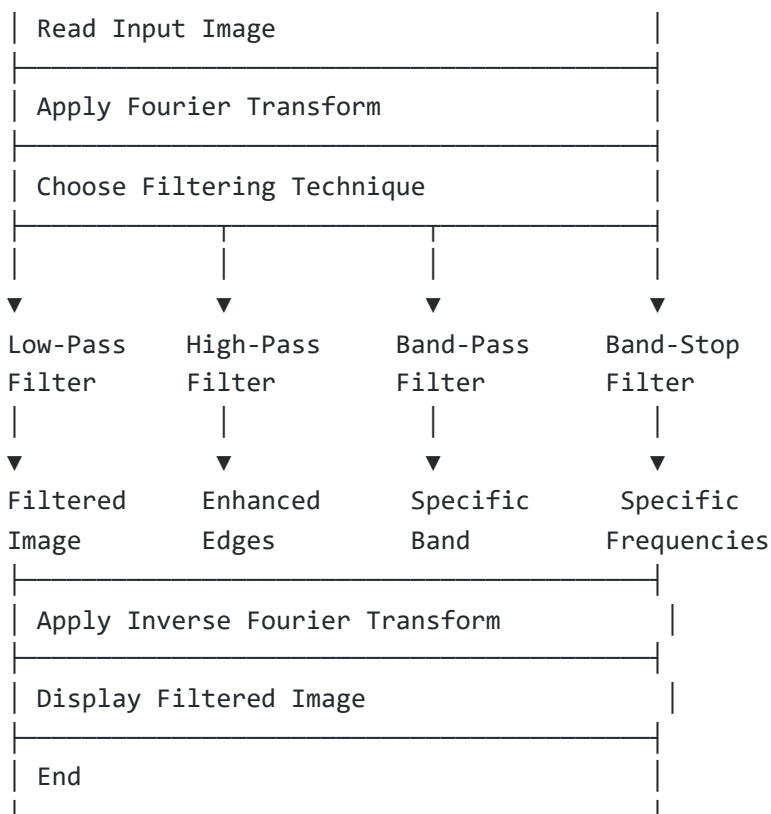 Read Input Image
Apply Fourier Transform
Choose Filtering Technique
Low-Pass High-Pass Band-Pass Band-Stop
Filter Filter Filter Filter
Filtered Enhanced Specific Specific
Image Edges Band Frequencies
Apply Inverse Fourier Transform
Display Filtered Image
End